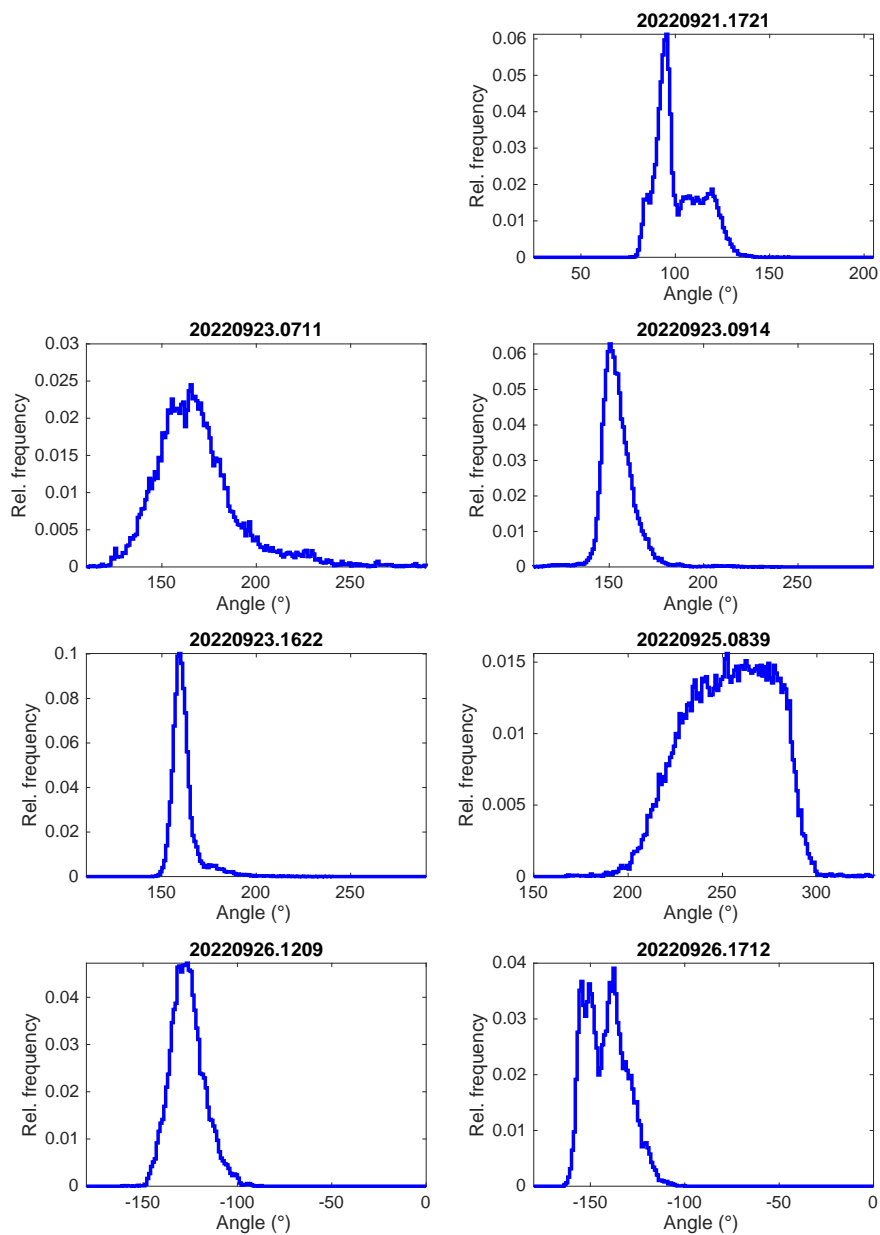 20220921.1721
0.06
0.05
0.04
0.03
0.02
0.01
0
Rel. frequency
50 100 150 200
Angle (°)
20220923.0711
0.03
0.025
0.02
0.015
0.01
0.005
0
Rel. frequency
150 200 250
Angle (°)
20220923.0914
0.06
0.05
0.04
0.03
0.02
0.01
0
Rel. frequency
150 200 250
Angle (°)
20220923.1622
0.1
0.08
0.06
0.04
0.02
0
Rel. frequency
150 200 250
Angle (°)
20220925.0839
0.015
0.01
0.005
0
Rel. frequency
150 200 250 300
Angle (°)
20220926.1209
0.04
0.03
0.02
0.01
0
Rel. frequency
-150 -100 -50 0
Angle (°)
20220926.1712
0.04
0.03
0.02
0.01
0
Rel. frequency
-150 -100 -50 0
Angle (°)